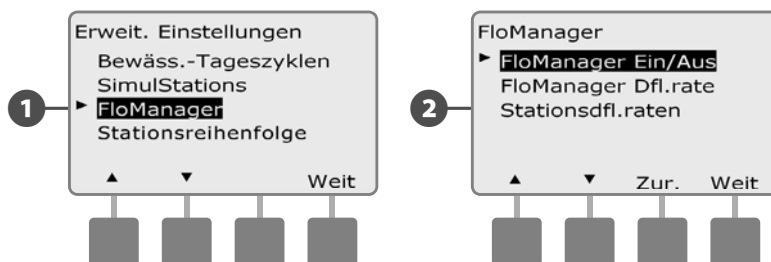 Erweit. Einstellungen
Bewäss.-Tageszyklen
SimulStations
1
► FloManager
Stationsreihenfolge
▲ ▼ Weit
FloManager
► FloManager Ein/Aus
FloManager Dfl.rate
2
Stationsdfl.raten
▲ ▼ Zur. Weit